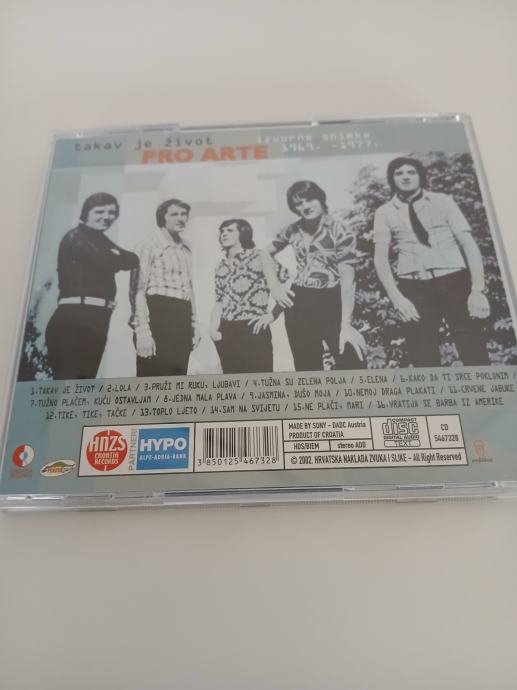 takav je život
izvorne snimke
PRO ARTE 1969. -1977.
1.TAKAV JE ŽIVOT / 2.LOLA / 3.PRUŽI MI RUKU, LJUBAVI / 4.TUŽNA SU ZELENA POLJA / 5.ELENA / 6.KAKO DA TI SRCE POKLONIM /
7.TUŽNO PLAČEM, KUĆU OSTAVLJAM / 8.JEDNA MALA PLAVA / 9.JASMINA, DUŠO MOJA / 10.NEMOJ DRAGA PLAKATI / 11.CRVENE JABUKE
12.TIKE, TIKE, TAČKE / 13.TOPLO LJETO / 14.SAM NA SVIJETU / 15.NE PLAČI, MARI / 16.VRATIJA SE BARBA IZ AMERIKE
HNZS
CROATIA
RECORDS
PARTNERI
HYPO
ALPE-ADRIA-BANK
3 850125 467328
MADE BY SONY - DADC Austria
PRODUCT OF CROATIA
HDS/BIEM stereo ADD
COMPACT
disc
DIGITAL AUDIO
TEXT
CD
5467328
© 2002. HRVATSKA NAKLADA ZVUKA I SLIKE - All Rights Reserved